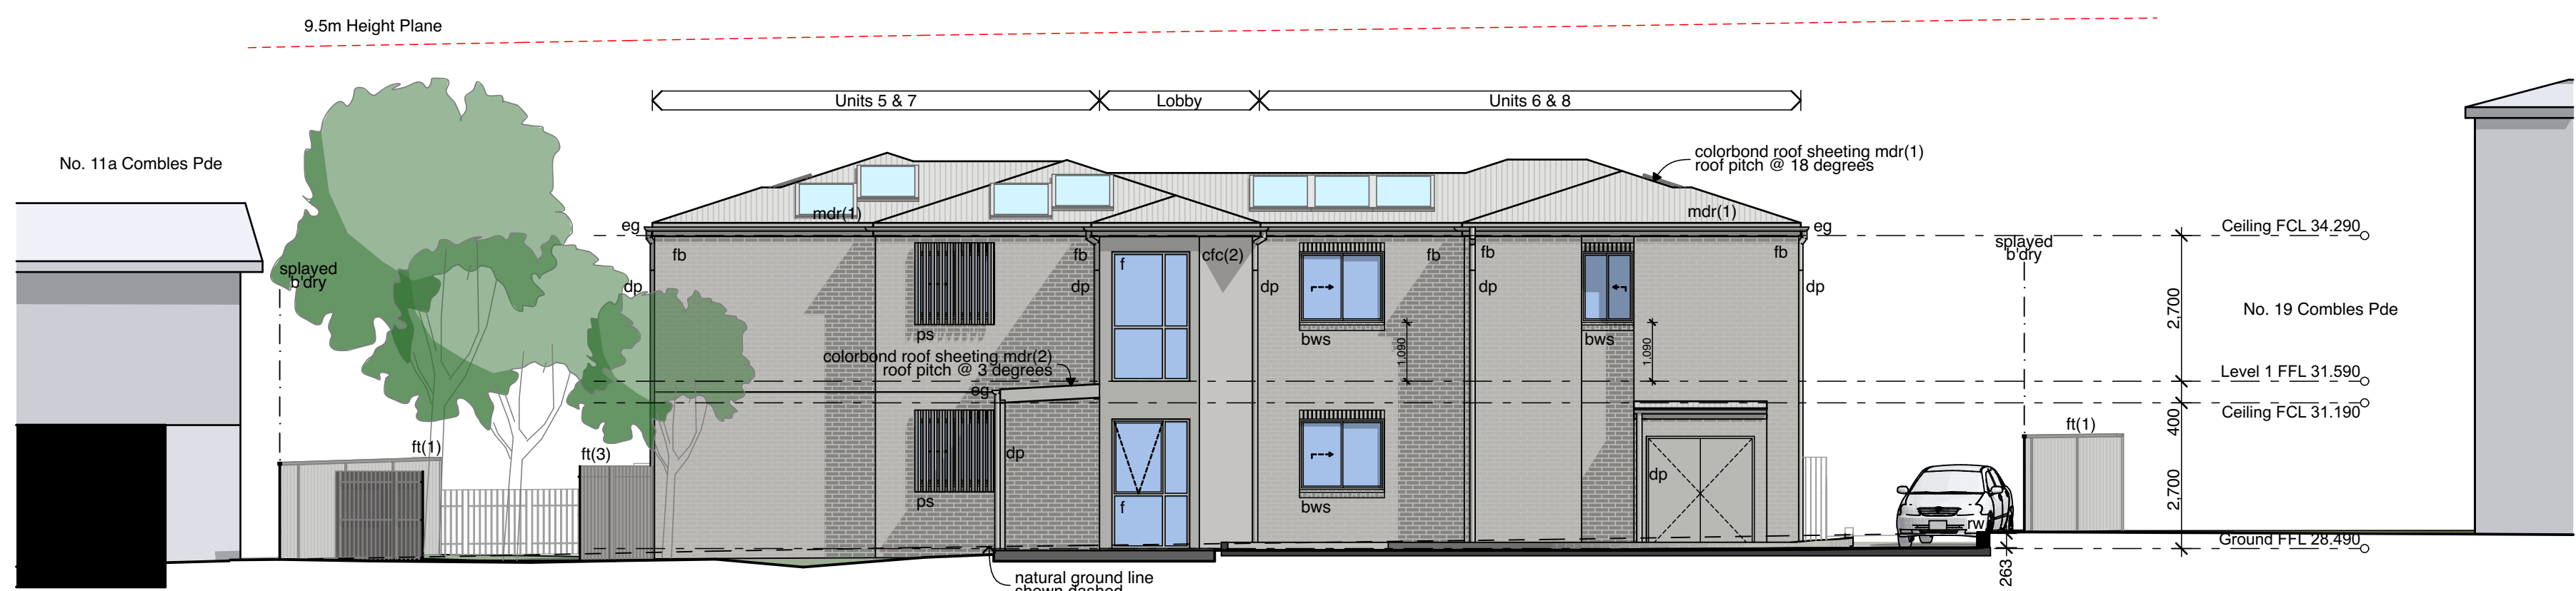 9.5m Height Plane
Units 5 & 7
Lobby
Units 6 & 8
No. 11a Combles Pde
colorbond roof sheeting mdr(1)
roof pitch @ 18 degrees
mdr(1)
mdr(1)
eg
eg
Ceiling FCL 34.290
splayed
b'dry
splayed
b'dry
fb
fb
fb
fb
fb
f
cfc(2)
dp
dp
dp
dp
dp
2,700
No. 19 Combles Pde
ps
bws
bws
1,090
1,090
colorbond roof sheeting mdr(2)
roof pitch @ 3 degrees
eg
Level 1 FFL 31.590
Ceiling FCL 31.190
400
ft(1)
ft(3)
ft(1)
dp
dp
ps
bws
f
2,700
rw
Ground FFL 28.490
263
natural ground line
shown dashed